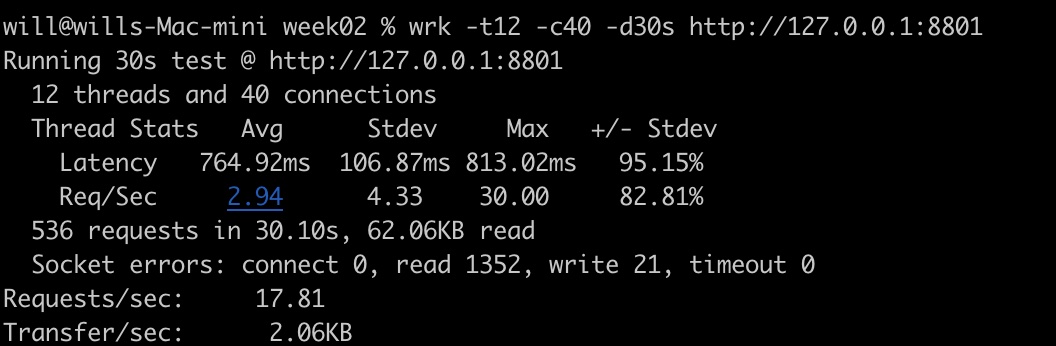 will@wills-Mac-mini week02 % wrk -t12 -c40 -d30s http://127.0.0.1:8801
Running 30s test @ http://127.0.0.1:8801
  12 threads and 40 connections
  Thread Stats   Avg      Stdev     Max   +/- Stdev
    Latency   764.92ms  106.87ms 813.02ms   95.15%
    Req/Sec     2.94      4.33    30.00     82.81%
  536 requests in 30.10s, 62.06KB read
  Socket errors: connect 0, read 1352, write 21, timeout 0
Requests/sec:     17.81
Transfer/sec:      2.06KB